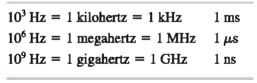 10³ Hz = 1 kilohertz = 1 kHz 1 ms
10⁶ Hz = 1 megahertz = 1 MHz 1 μs
10⁹ Hz = 1 gigahertz = 1 GHz 1 ns